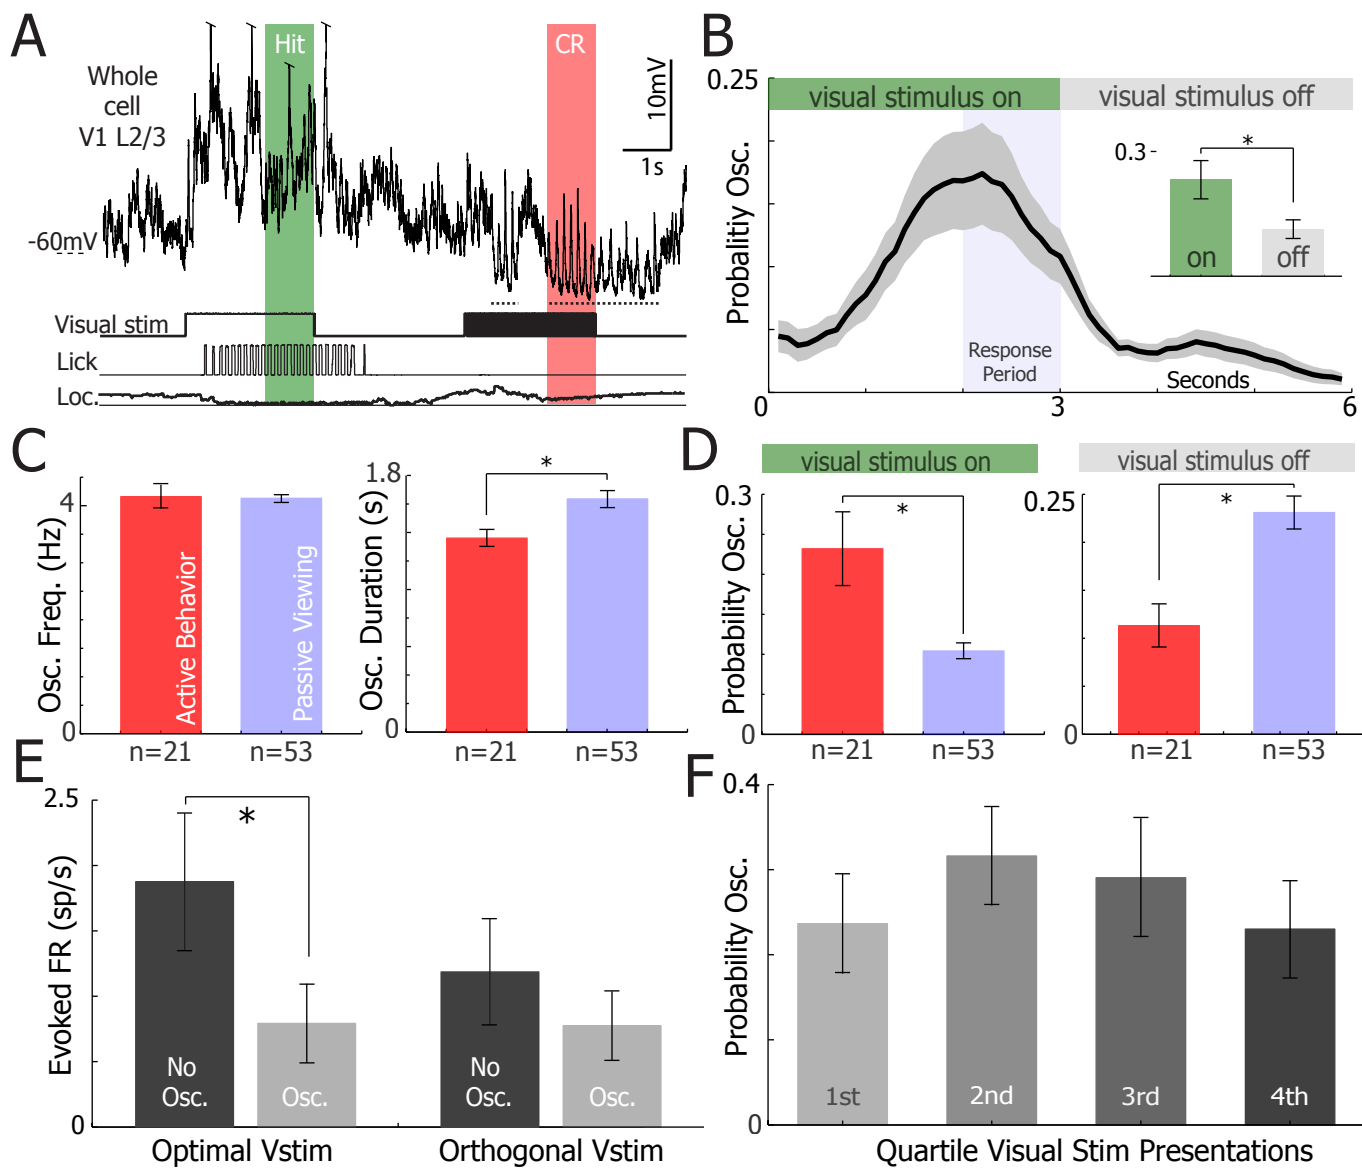 A
Whole
cell
V1 L2/3
Hit
CR
10mV
1s
-60mV
Visual stim
Lick
Loc.
B
0.25
visual stimulus on
visual stimulus off
Probalitiy Osc.
0.3
*
on
off
Response
Period
Seconds
0
0
3
6
C
4
Osc. Freq. (Hz)
0
Active Behavior
Passive Viewing
n=21
n=53
1.8
Osc. Duration (s)
0
*
n=21
n=53
D
visual stimulus on
visual stimulus off
0.3
Probability Osc.
0
*
n=21
n=53
0.25
0
*
n=21
n=53
E
2.5
Evoked FR (sp/s)
0
*
No
Osc.
Osc.
No
Osc.
Osc.
Optimal Vstim
Orthogonal Vstim
F
0.4
Probability Osc.
0
1st
2nd
3rd
4th
Quartile Visual Stim Presentations